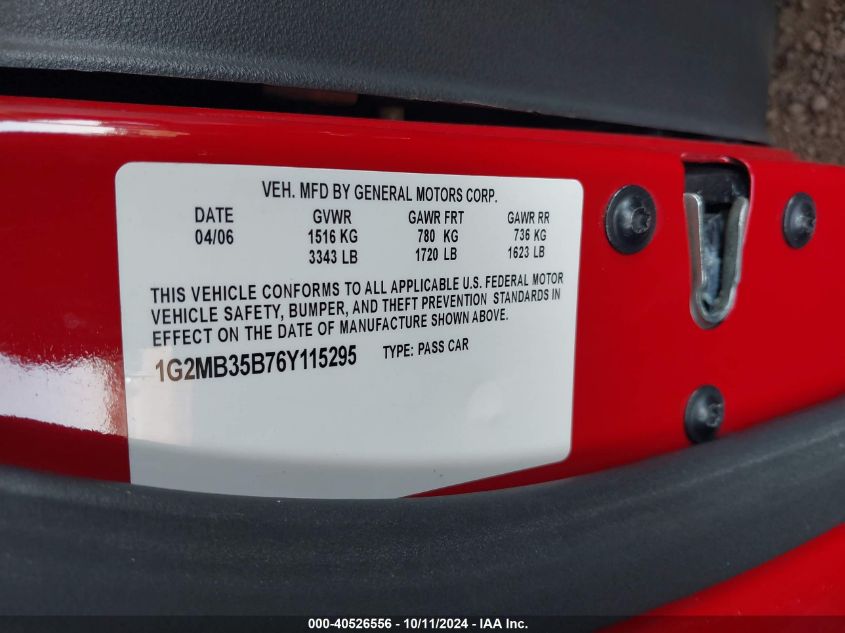 VEH. MFD BY GENERAL MOTORS CORP.
DATE GVWR GAWR FRT GAWR RR
04/06 1516 KG 780 KG 736 KG
3343 LB 1720 LB 1623 LB
THIS VEHICLE CONFORMS TO ALL APPLICABLE U.S. FEDERAL MOTOR
VEHICLE SAFETY, BUMPER, AND THEFT PREVENTION STANDARDS IN
EFFECT ON THE DATE OF MANUFACTURE SHOWN ABOVE.
1G2MB35B76Y115295 TYPE: PASS CAR
000-40526556 - 10/11/2024 - IAA Inc.